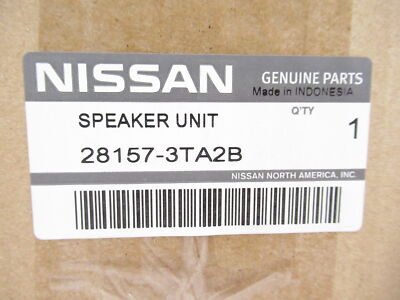 NISSAN GENUINE PARTS
Made in INDONESIA
SPEAKER UNIT Q'TY 1
28157-3TA2B
NISSAN NORTH AMERICA, INC.